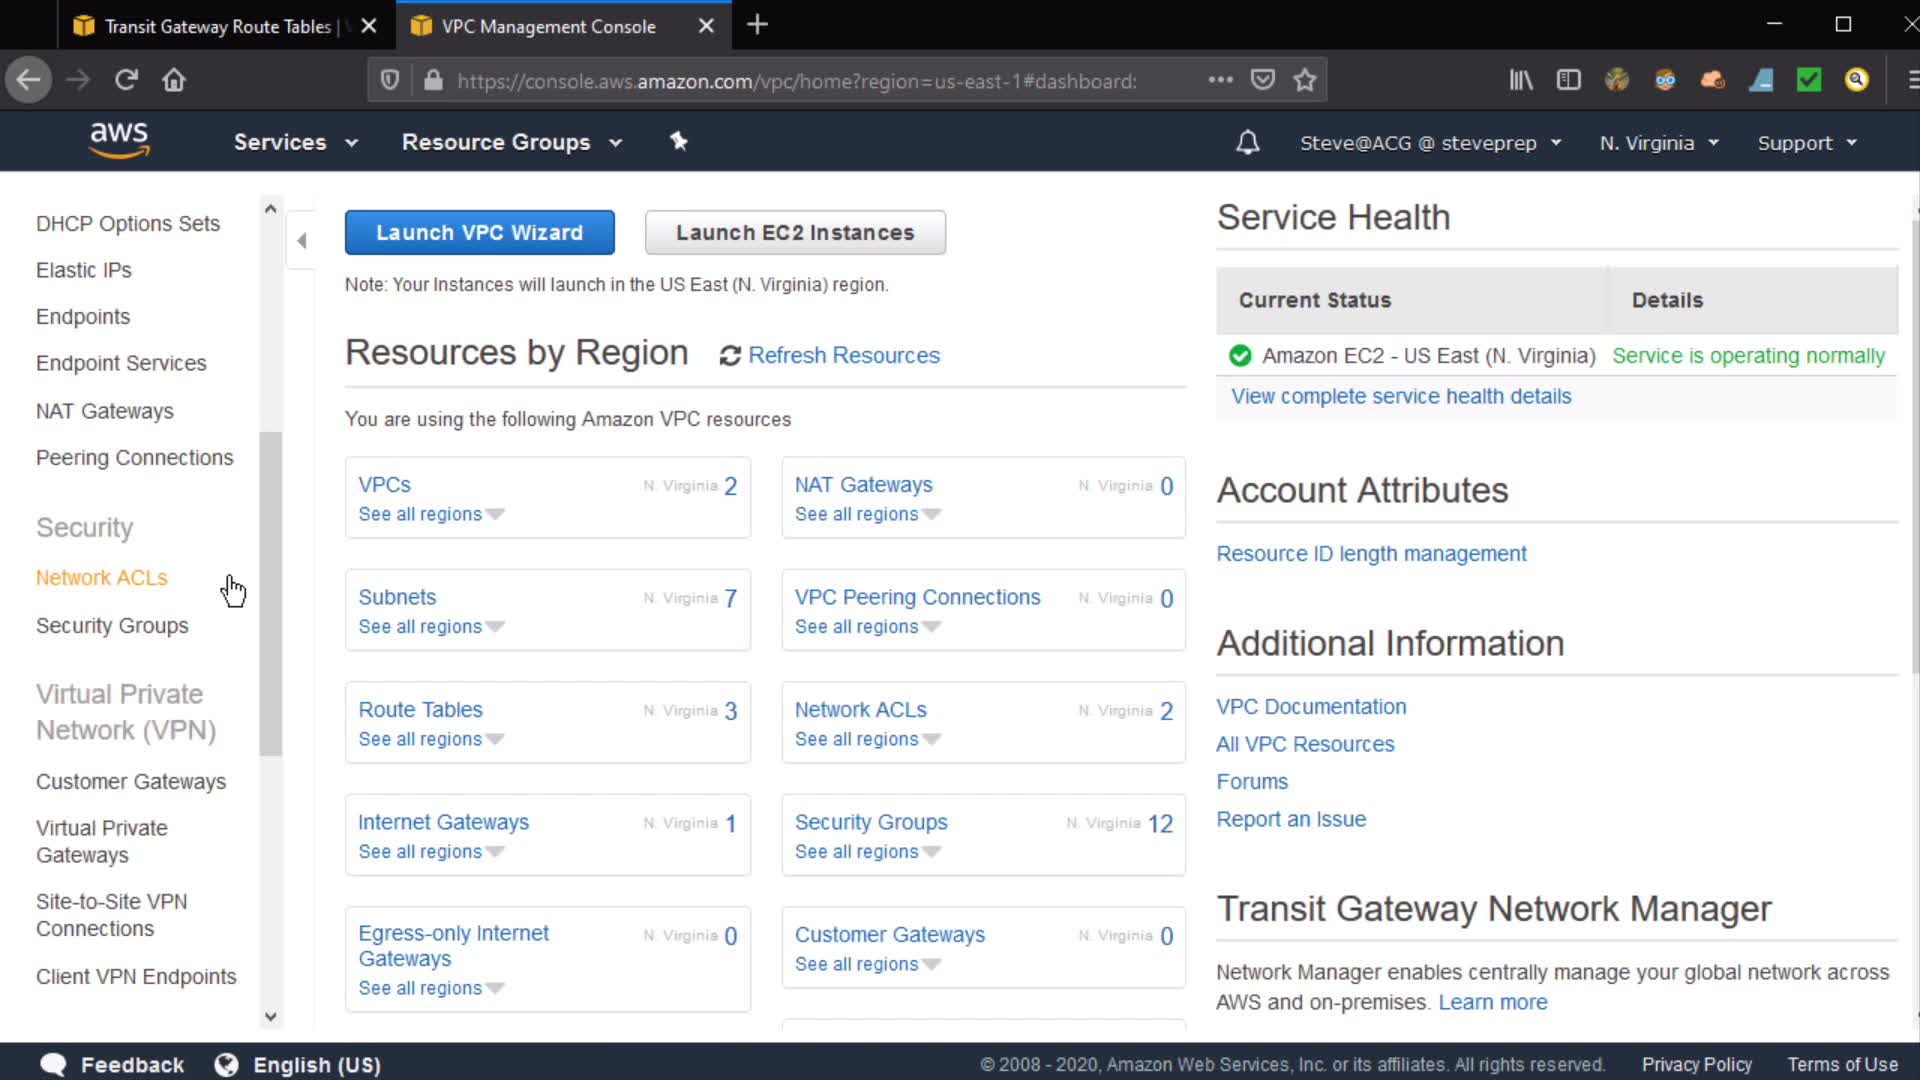 Transit Gateway Route Tables |
VPC Management Console
https://console.aws.amazon.com/vpc/home?region=us-east-1#dashboard:
aws
Services
Resource Groups
Steve@ACG @ steveprep
N. Virginia
Support
DHCP Options Sets
Elastic IPs
Endpoints
Endpoint Services
NAT Gateways
Peering Connections
Security
Network ACLs
Security Groups
Virtual Private
Network (VPN)
Customer Gateways
Virtual Private
Gateways
Site-to-Site VPN
Connections
Client VPN Endpoints
Launch VPC Wizard
Launch EC2 Instances
Note: Your Instances will launch in the US East (N. Virginia) region.
Resources by Region
Refresh Resources
You are using the following Amazon VPC resources
VPCs N. Virginia 2
See all regions
NAT Gateways N. Virginia 0
See all regions
Subnets N. Virginia 7
See all regions
VPC Peering Connections N. Virginia 0
See all regions
Route Tables N. Virginia 3
See all regions
Network ACLs N. Virginia 2
See all regions
Internet Gateways N. Virginia 1
See all regions
Security Groups N. Virginia 12
See all regions
Egress-only Internet N. Virginia 0
Gateways
See all regions
Customer Gateways N. Virginia 0
See all regions
Service Health
Current Status Details
Amazon EC2 - US East (N. Virginia) Service is operating normally
View complete service health details
Account Attributes
Resource ID length management
Additional Information
VPC Documentation
All VPC Resources
Forums
Report an Issue
Transit Gateway Network Manager
Network Manager enables centrally manage your global network across
AWS and on-premises. Learn more
Feedback
English (US)
© 2008 - 2020, Amazon Web Services, Inc. or its affiliates. All rights reserved.
Privacy Policy
Terms of Use